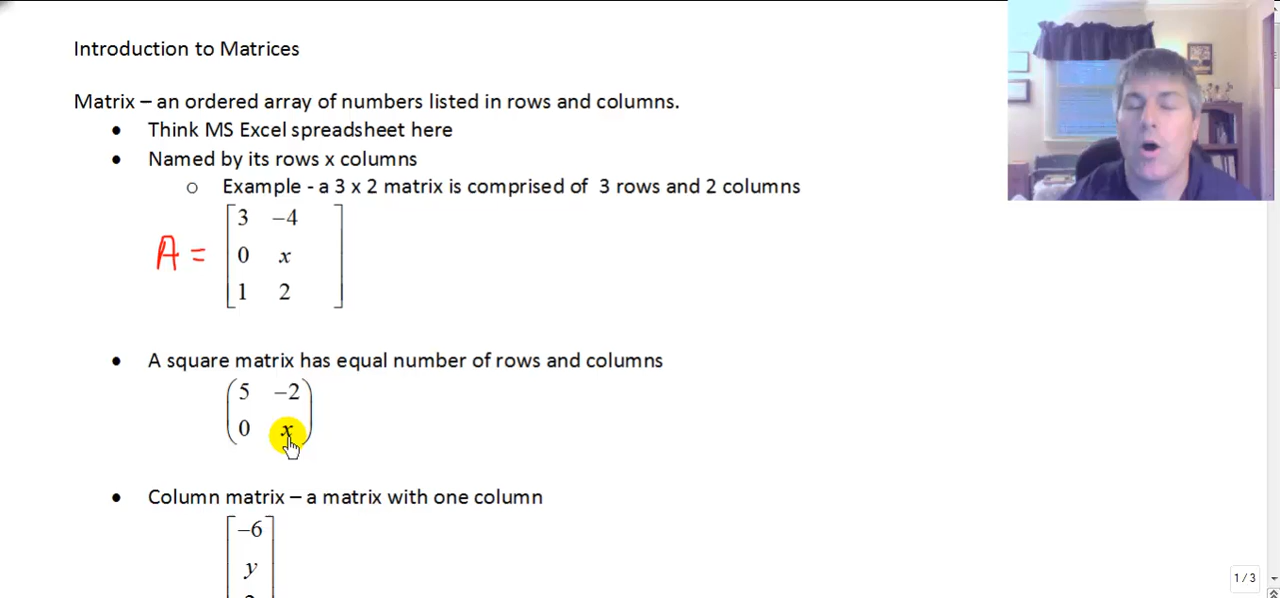 Introduction to Matrices
Matrix – an ordered array of numbers listed in rows and columns.
• Think MS Excel spreadsheet here
• Named by its rows x columns
o Example - a 3 x 2 matrix is comprised of 3 rows and 2 columns
3 −4
A = 0 x
1 2
• A square matrix has equal number of rows and columns
5 −2
0 x
• Column matrix – a matrix with one column
−6
y
1 / 3